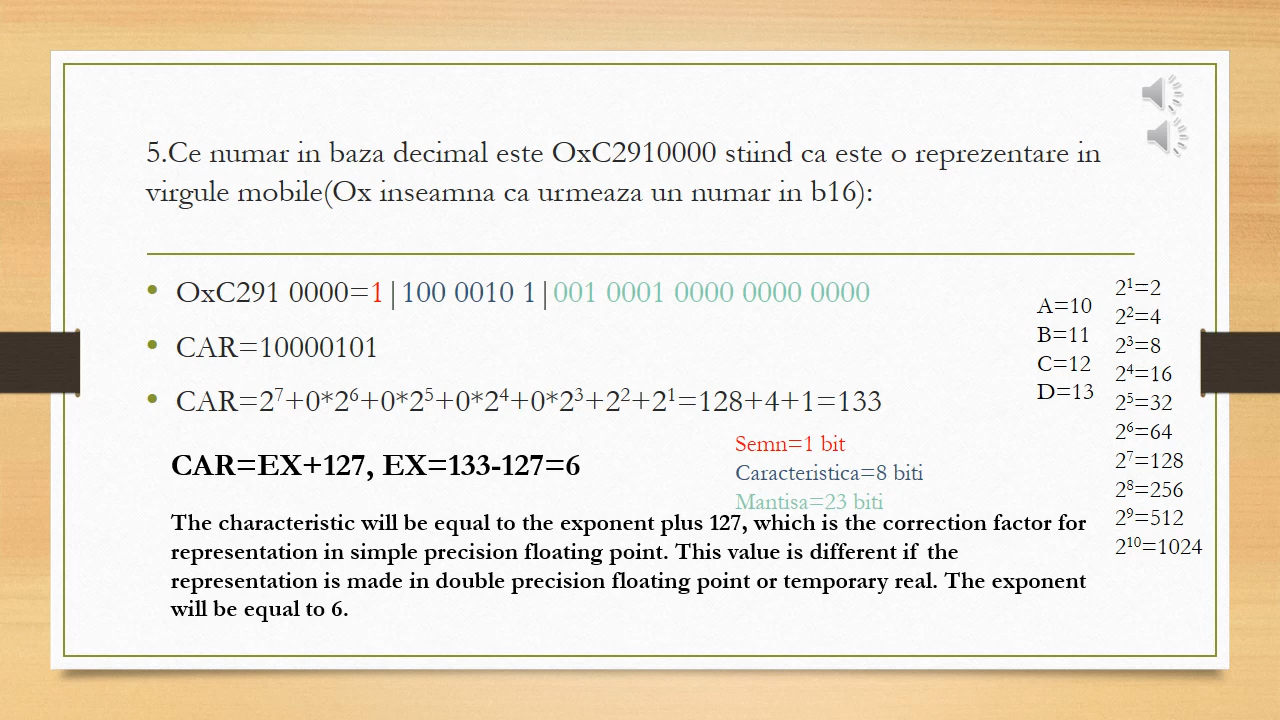 5.Ce numar in baza decimal este OxC2910000 stiind ca este o reprezentare in
virgule mobile(Ox inseamna ca urmeaza un numar in b16):
• OxC291 0000=1|100 0010 1|001 0001 0000 0000 0000
• CAR=10000101
• CAR=2⁷+0*2⁶+0*2⁵+0*2⁴+0*2³+2²+2¹=128+4+1=133
CAR=EX+127, EX=133-127=6
Semn=1 bit
Caracteristica=8 biti
Mantisa=23 biti
The characteristic will be equal to the exponent plus 127, which is the correction factor for
representation in simple precision floating point. This value is different if the
representation is made in double precision floating point or temporary real. The exponent
will be equal to 6.
A=10
B=11
C=12
D=13
2¹=2
2²=4
2³=8
2⁴=16
2⁵=32
2⁶=64
2⁷=128
2⁸=256
2⁹=512
2¹⁰=1024